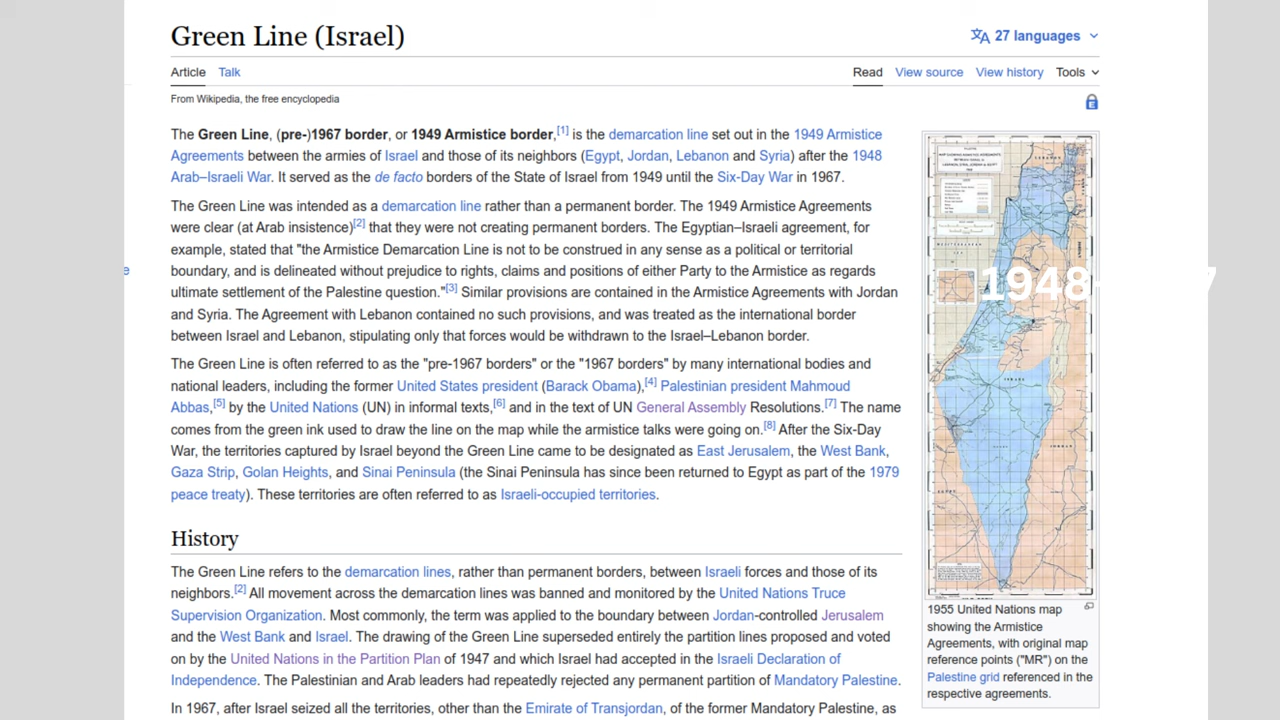 Green Line (Israel)
27 languages
Article Talk
Read View source View history Tools
From Wikipedia, the free encyclopedia
The Green Line, (pre-)1967 border, or 1949 Armistice border,[1] is the demarcation line set out in the 1949 Armistice
Agreements between the armies of Israel and those of its neighbors (Egypt, Jordan, Lebanon and Syria) after the 1948
Arab–Israeli War. It served as the de facto borders of the State of Israel from 1949 until the Six-Day War in 1967.
The Green Line was intended as a demarcation line rather than a permanent border. The 1949 Armistice Agreements
were clear (at Arab insistence)[2] that they were not creating permanent borders. The Egyptian–Israeli agreement, for
example, stated that "the Armistice Demarcation Line is not to be construed in any sense as a political or territorial
boundary, and is delineated without prejudice to rights, claims and positions of either Party to the Armistice as regards
ultimate settlement of the Palestine question."[3] Similar provisions are contained in the Armistice Agreements with Jordan
and Syria. The Agreement with Lebanon contained no such provisions, and was treated as the international border
between Israel and Lebanon, stipulating only that forces would be withdrawn to the Israel–Lebanon border.
The Green Line is often referred to as the "pre-1967 borders" or the "1967 borders" by many international bodies and
national leaders, including the former United States president (Barack Obama),[4] Palestinian president Mahmoud
Abbas,[5] by the United Nations (UN) in informal texts,[6] and in the text of UN General Assembly Resolutions.[7] The name
comes from the green ink used to draw the line on the map while the armistice talks were going on.[8] After the Six-Day
War, the territories captured by Israel beyond the Green Line came to be designated as East Jerusalem, the West Bank,
Gaza Strip, Golan Heights, and Sinai Peninsula (the Sinai Peninsula has since been returned to Egypt as part of the 1979
peace treaty). These territories are often referred to as Israeli-occupied territories.
History
The Green Line refers to the demarcation lines, rather than permanent borders, between Israeli forces and those of its
neighbors.[2] All movement across the demarcation lines was banned and monitored by the United Nations Truce
Supervision Organization. Most commonly, the term was applied to the boundary between Jordan-controlled Jerusalem
and the West Bank and Israel. The drawing of the Green Line superseded entirely the partition lines proposed and voted
on by the United Nations in the Partition Plan of 1947 and which Israel had accepted in the Israeli Declaration of
Independence. The Palestinian and Arab leaders had repeatedly rejected any permanent partition of Mandatory Palestine.
In 1967, after Israel seized all the territories, other than the Emirate of Transjordan, of the former Mandatory Palestine, as
1948
7
LEBANON
ISRAEL
JORDAN
EGYPT
1955 United Nations map
showing the Armistice
Agreements, with original map
reference points ("MR") on the
Palestine grid referenced in the
respective agreements.